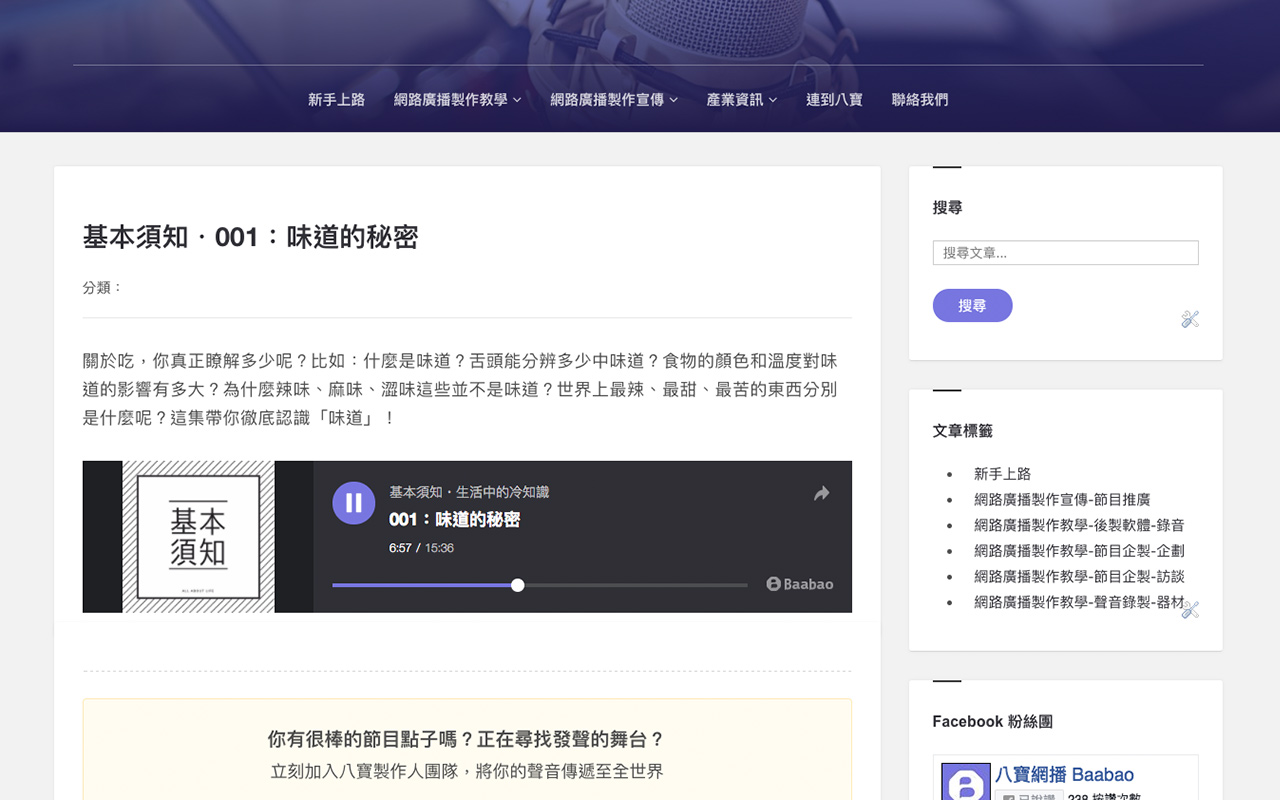 新手上路 網路廣播製作教學 網路廣播製作宣傳 產業資訊 連到八寶 聯絡我們
基本須知．001：味道的秘密
分類：
關於吃，你真正瞭解多少呢？比如：什麼是味道？舌頭能分辨多少中味道？食物的顏色和溫度對味
道的影響有多大？為什麼辣味、麻味、澀味這些並不是味道？世界上最辣、最甜、最苦的東西分別
是什麼呢？這集帶你徹底認識「味道」！
基本
須知
ALL ABOUT LIFE
基本須知．生活中的冷知識
001：味道的秘密
6:57 / 15:36
Baabao
你有很棒的節目點子嗎？正在尋找發聲的舞台？
立刻加入八寶製作人團隊，將你的聲音傳遞至全世界
搜尋
搜尋文章...
搜尋
文章標籤
新手上路
網路廣播製作宣傳-節目推廣
網路廣播製作教學-後製軟體-錄音
網路廣播製作教學-節目企製-企劃
網路廣播製作教學-節目企製-訪談
網路廣播製作教學-聲音錄製-器材
Facebook 粉絲團
八寶網播 Baabao
已說讚 238 按讚次數